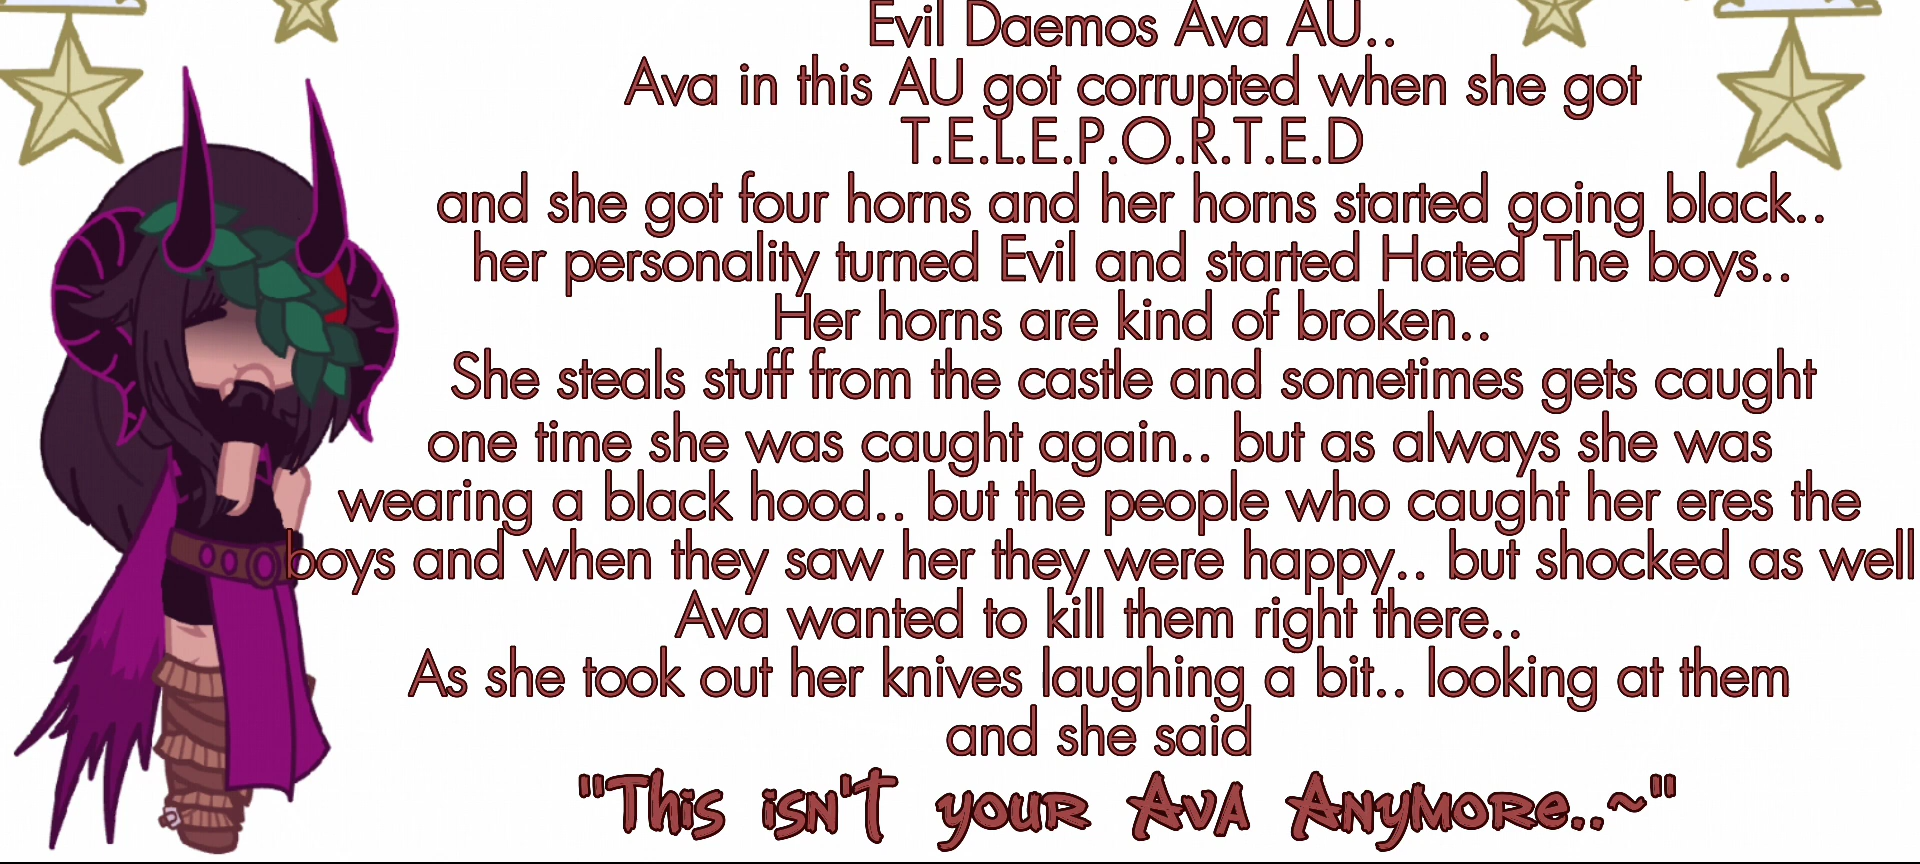 Evil Daemos Ava AU..
Ava in this AU got corrupted when she got
T.E.L.E.P.O.R.T.E.D
and she got four horns and her horns started going black..
her personality turned Evil and started Hated The boys..
Her horns are kind of broken..
She steals stuff from the castle and sometimes gets caught
one time she was caught again.. but as always she was
wearing a black hood.. but the people who caught her eres the
boys and when they saw her they were happy.. but shocked as well
Ava wanted to kill them right there..
As she took out her knives laughing a bit.. looking at them
and she said
"This isn't your Ava Anymore..~"